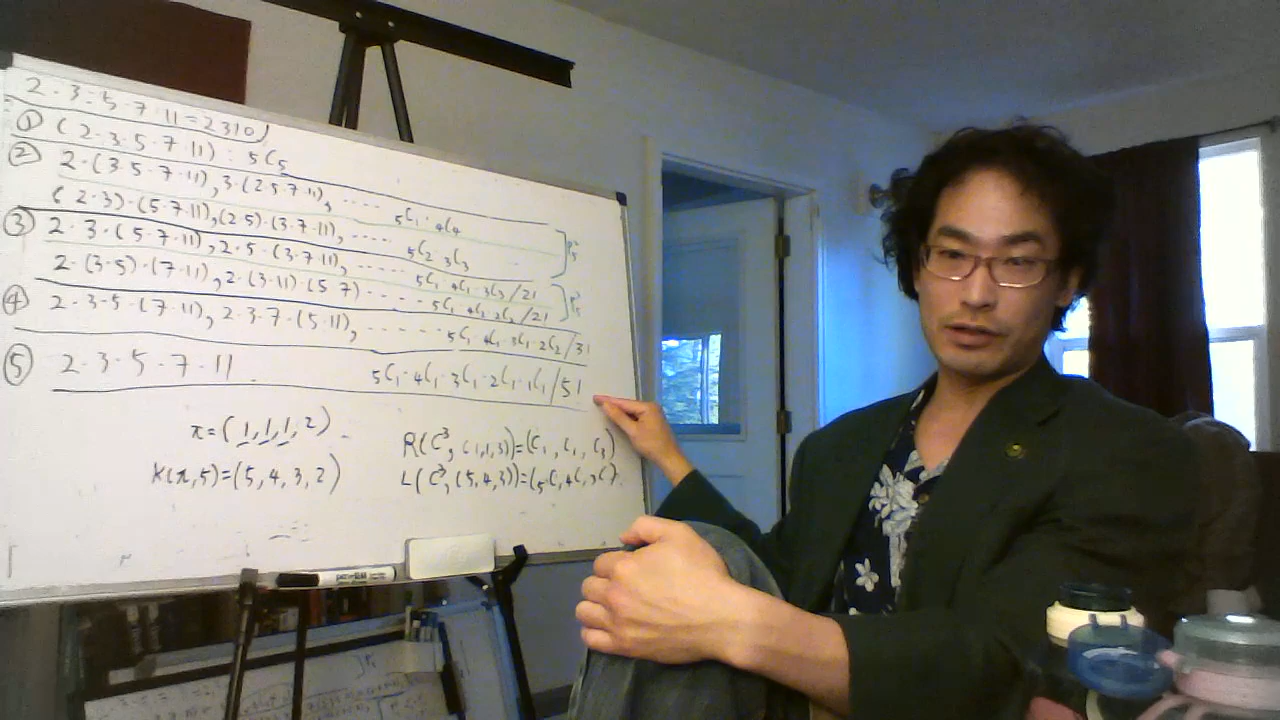 2·3·5·7·11=2310
① (2·3·5·7·11) : 5C5
② 2·(3·5·7·11), 3·(2·5·7·11), ····· 5C1·4C4
(2·3)·(5·7·11), (2·5)·(3·7·11), ····· 5C2·3C3
③ 2·3·(5·7·11), 2·5·(3·7·11), ····· 5C1·4C1·3C3/2!
2·(3·5)·(7·11), 2·(3·11)·(5·7) ····· 5C1·4C2·2C2/2!
④ 2·3·5·(7·11), 2·3·7·(5·11), ······ 5C1·4C1·3C1·2C2/3!
⑤ 2·3·5·7·11 . 5C1·4C1·3C1·2C1·1C1/5!
π=(1,1,1,2) R(C³, (1,1,3))=(C1, C1, C3)
K(π,5)=(5,4,3,2) L(C³, (5,4,3))=(5C, 4C, 3C).